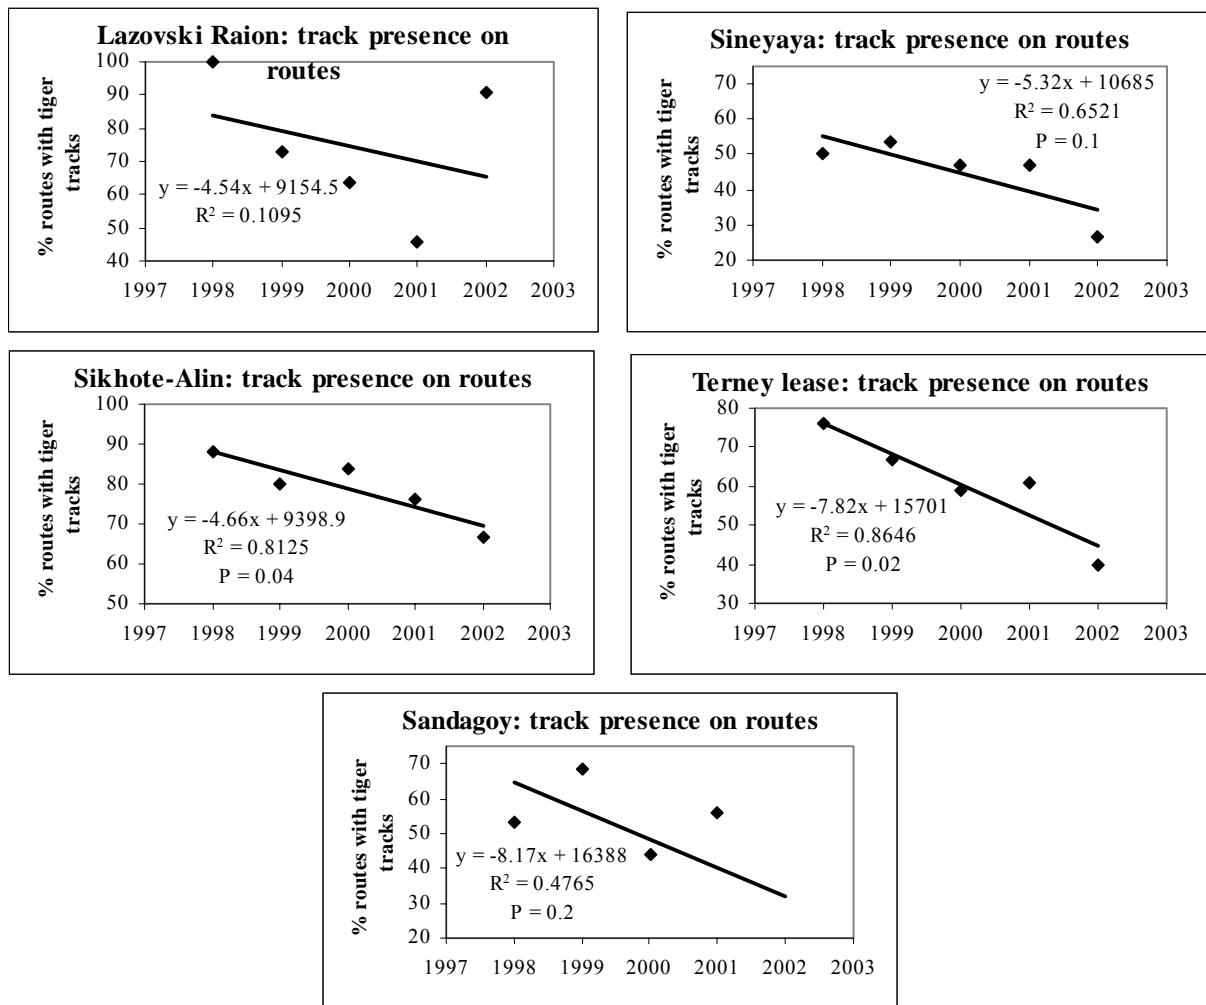 Lazovski Raion: track presence on
routes
% routes with tiger
tracks
100
90
80
70
60
50
40
y = -4.54x + 9154.5
R² = 0.1095
1997 1998 1999 2000 2001 2002 2003
Sineyaya: track presence on routes
% routes with tiger
tracks
70
60
50
40
30
20
y = -5.32x + 10685
R² = 0.6521
P = 0.1
1997 1998 1999 2000 2001 2002 2003
Sikhote-Alin: track presence on routes
% routes with tiger
tracks
100
90
80
70
60
50
y = -4.66x + 9398.9
R² = 0.8125
P = 0.04
1997 1998 1999 2000 2001 2002 2003
Terney lease: track presence on routes
% routes with tiger
tracks
80
70
60
50
40
30
y = -7.82x + 15701
R² = 0.8646
P = 0.02
1997 1998 1999 2000 2001 2002 2003
Sandagoy: track presence on routes
% routes with tiger
tracks
70
60
50
40
30
20
y = -8.17x + 16388
R² = 0.4765
P = 0.2
1997 1998 1999 2000 2001 2002 2003